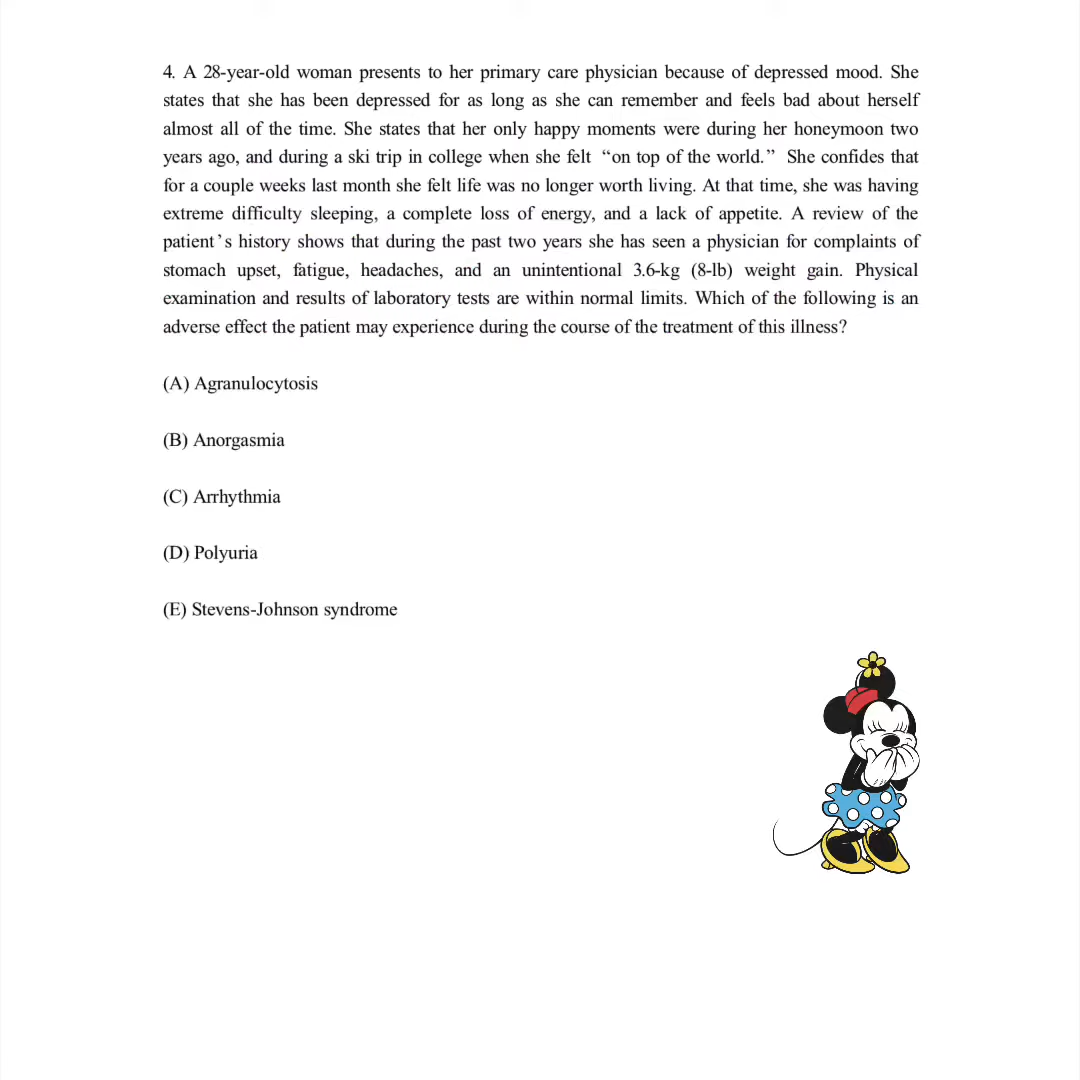 4. A 28-year-old woman presents to her primary care physician because of depressed mood. She
states that she has been depressed for as long as she can remember and feels bad about herself
almost all of the time. She states that her only happy moments were during her honeymoon two
years ago, and during a ski trip in college when she felt “on top of the world.” She confides that
for a couple weeks last month she felt life was no longer worth living. At that time, she was having
extreme difficulty sleeping, a complete loss of energy, and a lack of appetite. A review of the
patient’s history shows that during the past two years she has seen a physician for complaints of
stomach upset, fatigue, headaches, and an unintentional 3.6-kg (8-lb) weight gain. Physical
examination and results of laboratory tests are within normal limits. Which of the following is an
adverse effect the patient may experience during the course of the treatment of this illness?
(A) Agranulocytosis
(B) Anorgasmia
(C) Arrhythmia
(D) Polyuria
(E) Stevens-Johnson syndrome